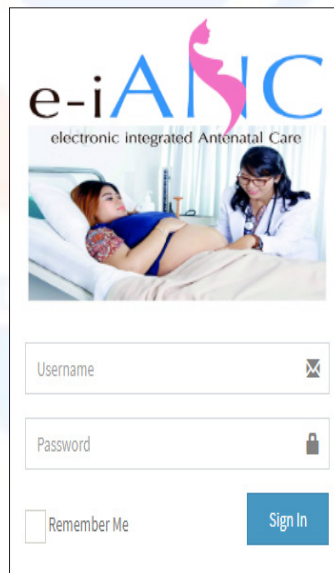 e-iANC
electronic integrated Antenatal Care
Username
Password
Remember Me
Sign In